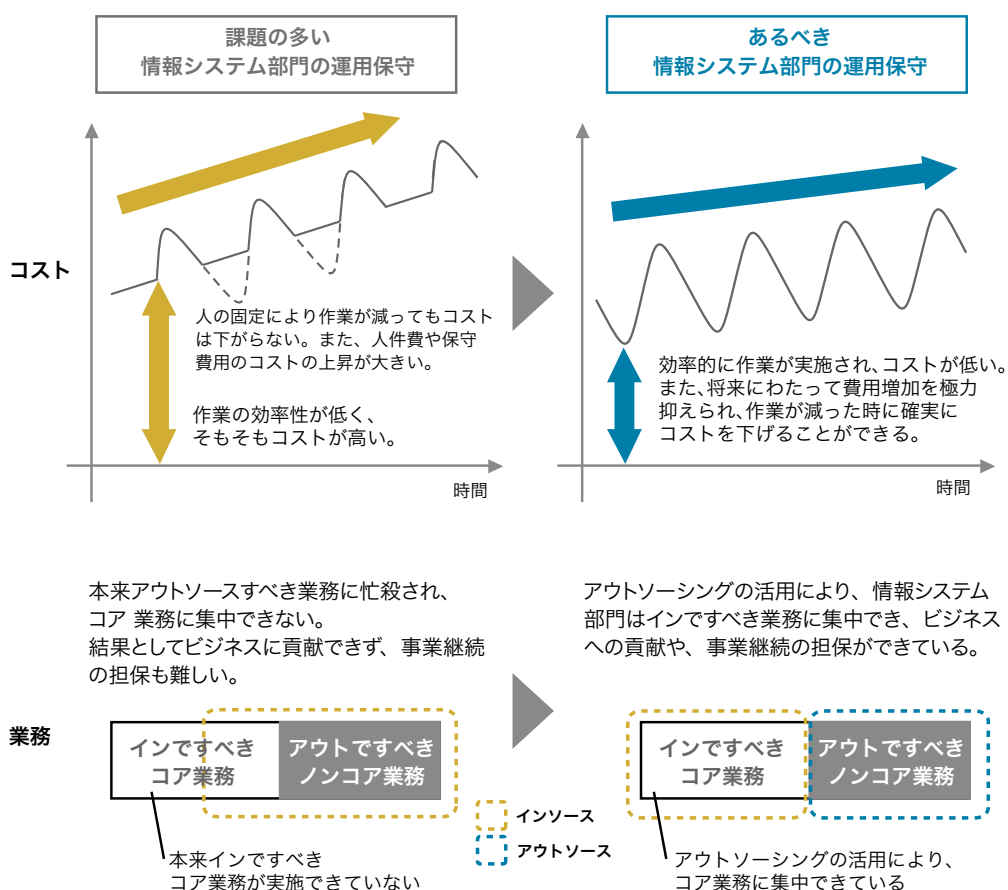 課題の多い
情報システム部門の運用保守
あるべき
情報システム部門の運用保守
コスト
人の固定により作業が減ってもコスト
は下がらない。また、人件費や保守
費用のコストの上昇が大きい。
作業の効率性が低く、
そもそもコストが高い。
時間
効率的に作業が実施され、コストが低い。
また、将来にわたって費用増加を極力
抑えられ、作業が減った時に確実に
コストを下げることができる。
時間
本来アウトソースすべき業務に忙殺され、
コア 業務に集中できない。
結果としてビジネスに貢献できず、事業継続
の担保も難しい。
アウトソーシングの活用により、情報システム
部門はインですべき業務に集中でき、ビジネス
への貢献や、事業継続の担保ができている。
業務
インですべき
コア業務
アウトですべき
ノンコア業務
インですべき
コア業務
アウトですべき
ノンコア業務
インソース
アウトソース
本来インですべき
コア業務が実施できていない
アウトソーシングの活用により、
コア業務に集中できている